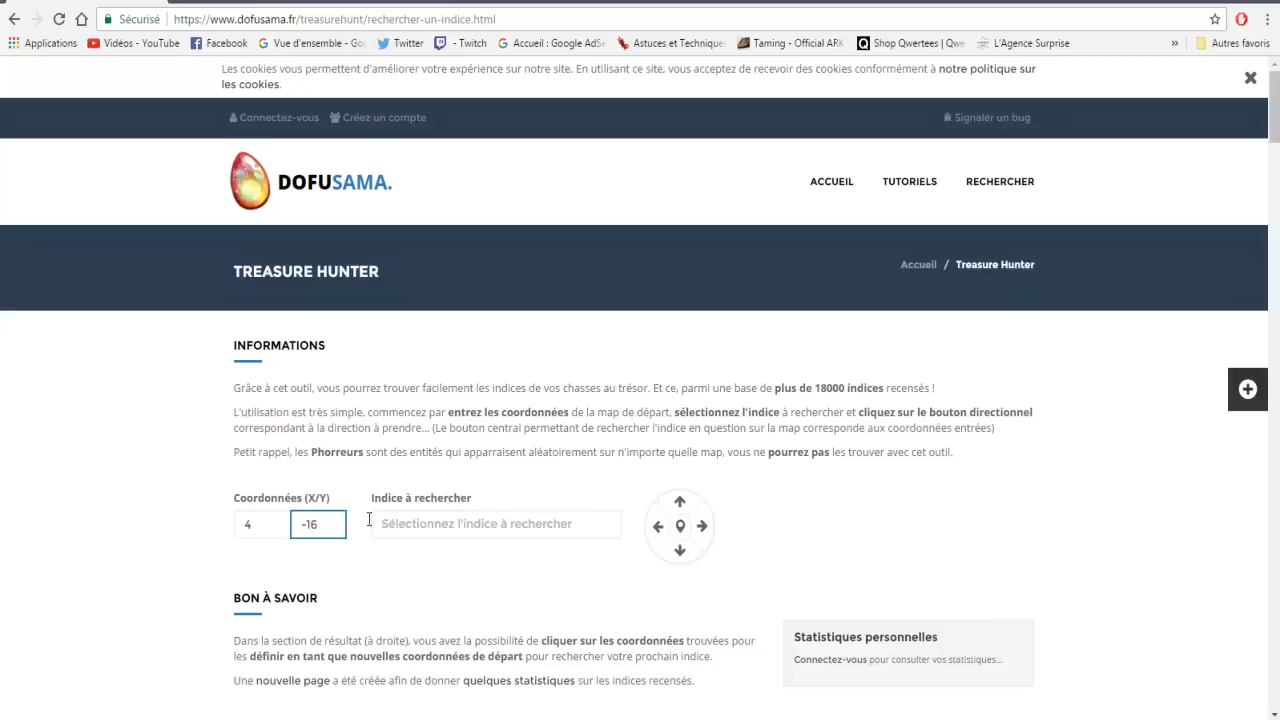 Sécurisé https://www.dofusama.fr/treasurehunt/rechercher-un-indice.html
Applications Vidéos - YouTube Facebook Vue d'ensemble - Go Twitter - Twitch Accueil : Google AdSe Astuces et Technique Taming - Official ARK Shop Qwertees | Qwe L'Agence Surprise » Autres favoris
Les cookies vous permettent d'améliorer votre expérience sur notre site. En utilisant ce site, vous acceptez de recevoir des cookies conformément à notre politique sur
les cookies.
Connectez-vous Créez un compte Signaler un bug
DOFUSAMA. ACCUEIL TUTORIELS RECHERCHER
TREASURE HUNTER Accueil / Treasure Hunter
INFORMATIONS
Grâce à cet outil, vous pourrez trouver facilement les indices de vos chasses au trésor. Et ce, parmi une base de plus de 18000 indices recensés !
L'utilisation est très simple, commencez par entrez les coordonnées de la map de départ, sélectionnez l'indice à rechercher et cliquez sur le bouton directionnel
correspondant à la direction à prendre... (Le bouton central permettant de rechercher l'indice en question sur la map corresponde aux coordonnées entrées)
Petit rappel, les Phorreurs sont des entités qui apparraisent aléatoirement sur n'importe quelle map, vous ne pourrez pas les trouver avec cet outil.
Coordonnées (X/Y) Indice à rechercher
4 -16 Sélectionnez l'indice à rechercher
BON À SAVOIR
Dans la section de résultat (à droite), vous avez la possibilité de cliquer sur les coordonnées trouvées pour
les définir en tant que nouvelles coordonnées de départ pour rechercher votre prochain indice.
Une nouvelle page a été créée afin de donner quelques statistiques sur les indices recensés.
Statistiques personnelles
Connectez-vous pour consulter vos statistiques...